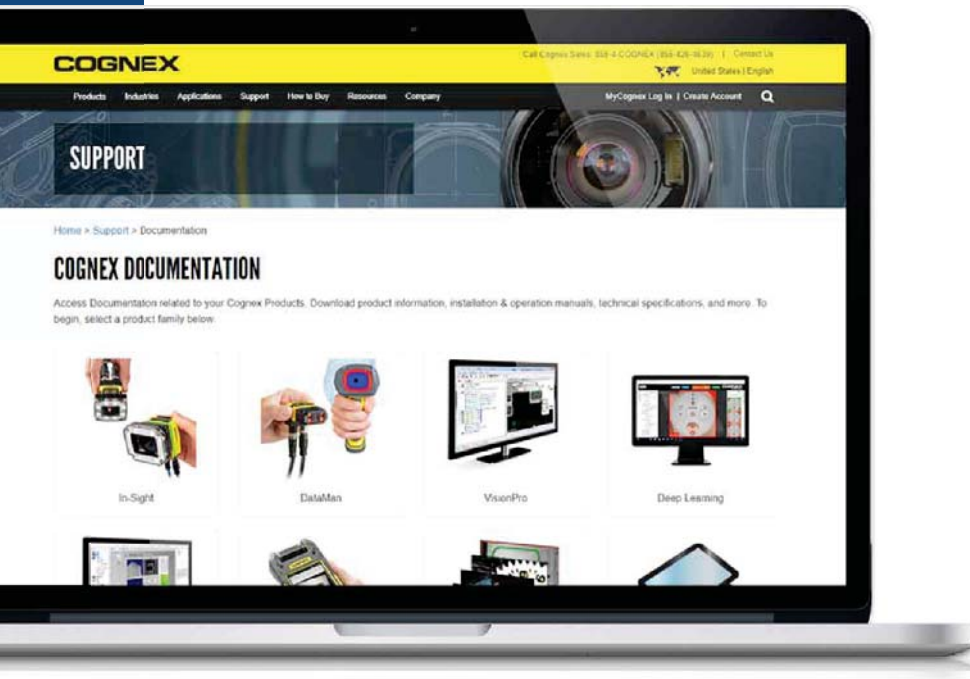 COGNEX
Call Cognex Sales: 855-4-COGNEX (855-426-4639) | Contact Us
United States | English
Products Industries Applications Support How to Buy Resources Company
MyCognex Log In | Create Account
SUPPORT
Home > Support > Documentation
COGNEX DOCUMENTATION
Access Documentaton related to your Cognex Products. Download product information, installation & operation manuals, technical specifications, and more. To
begin, select a product family below.
In-Sight
DataMan
VisionPro
Deep Learning